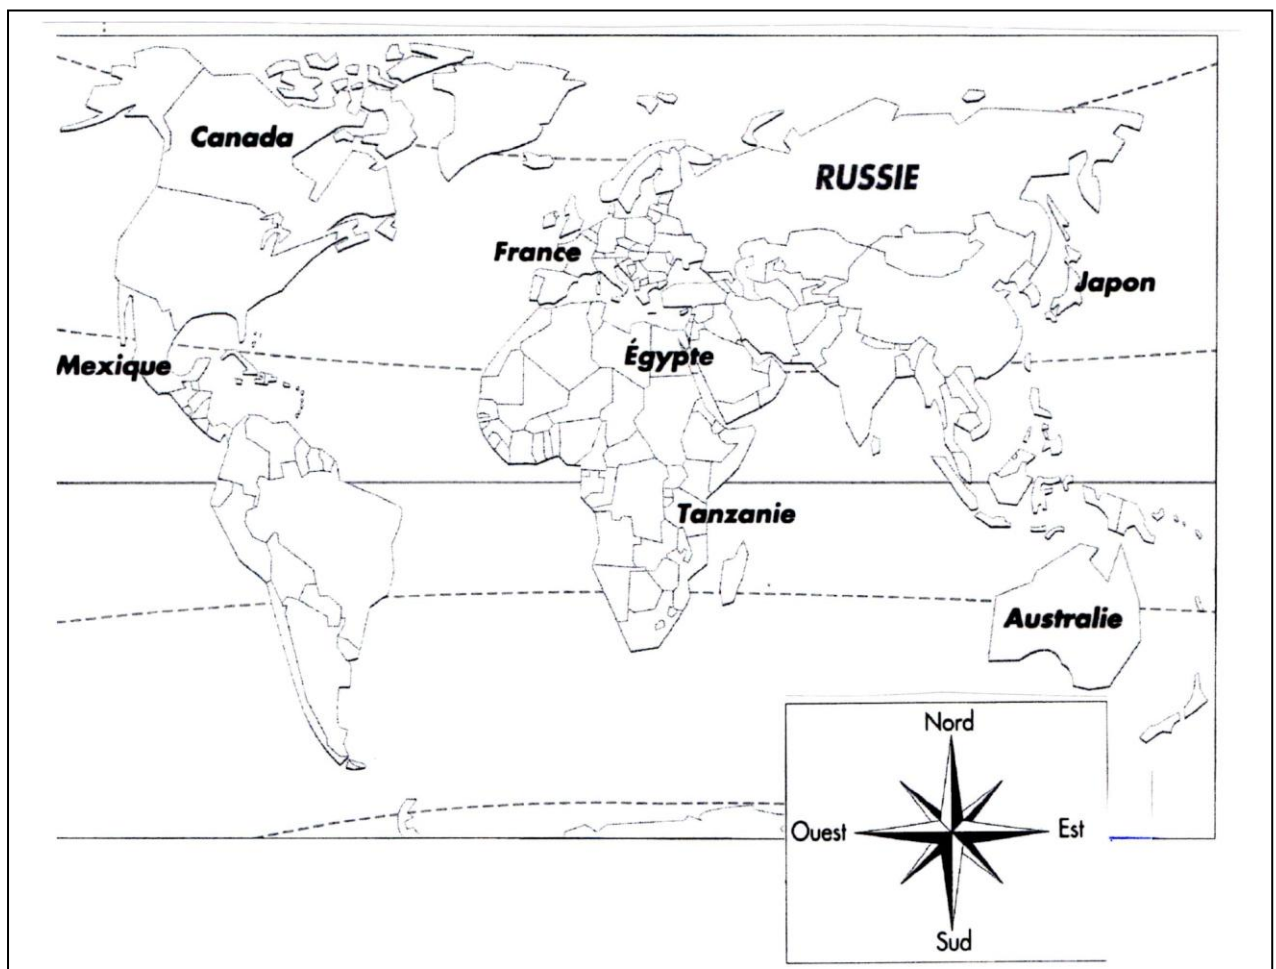 Canada
RUSSIE
France
Japon
Égypte
Mexique
Tanzanie
Australie
Nord
Ouest
Est
Sud